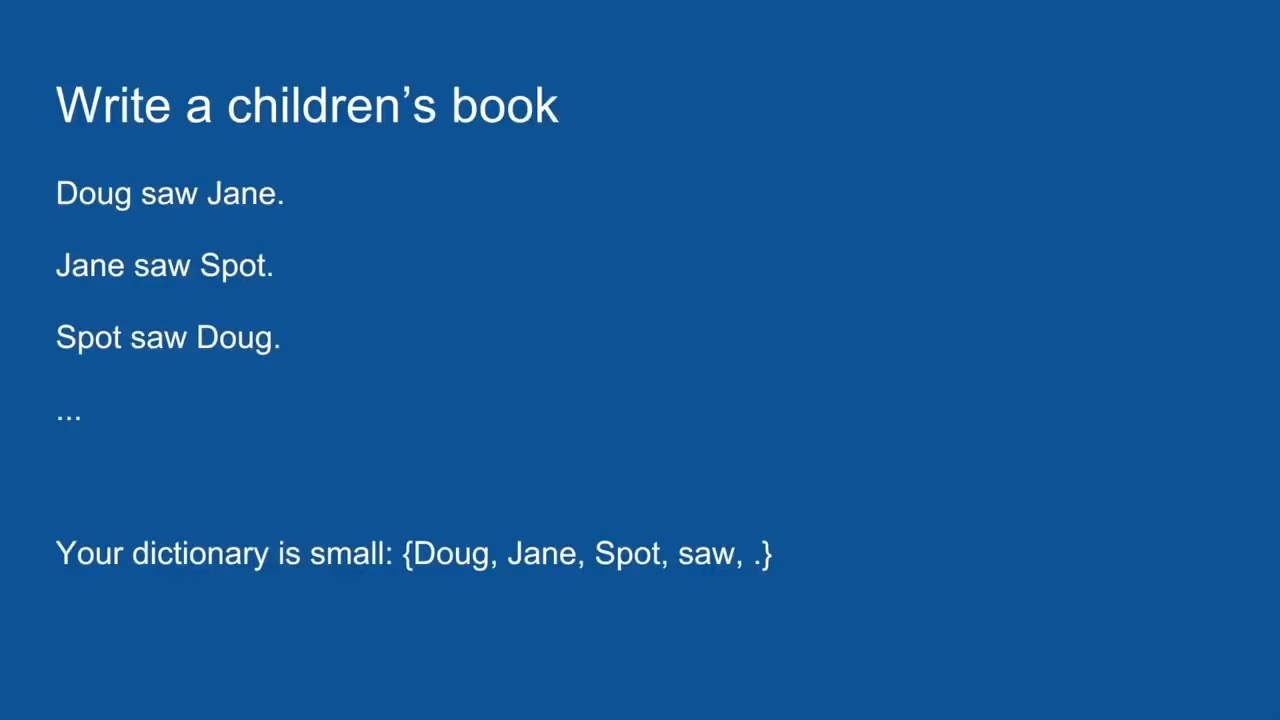 Write a children’s book
Doug saw Jane.
Jane saw Spot.
Spot saw Doug.
...
Your dictionary is small: {Doug, Jane, Spot, saw, .}